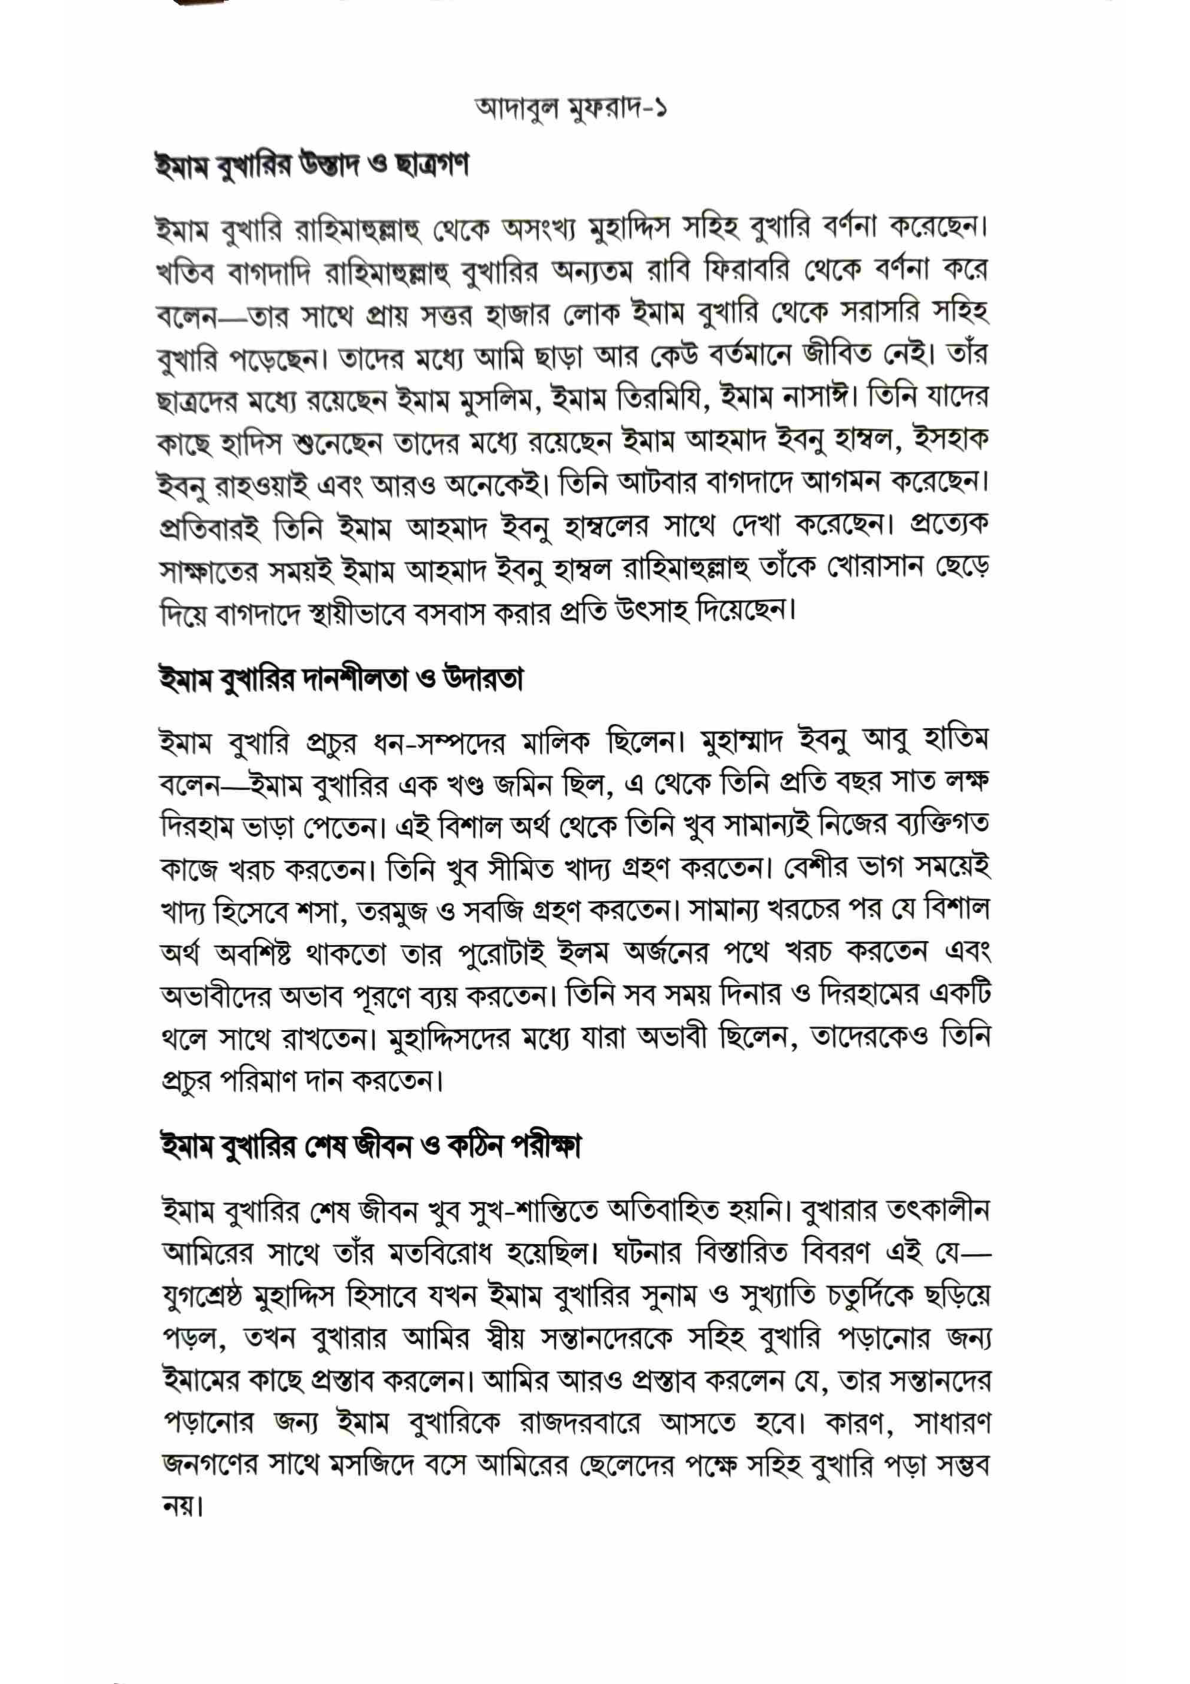 আদাবুল মুফরাদ-১
ইমাম বুখারির উস্তাদ ও ছাত্রগণ
ইমাম বুখারি রাহিমাহুল্লাহু থেকে অসংখ্য মুহাদ্দিস সহিহ বুখারি বর্ণনা করেছেন।
খতিব বাগদাদি রাহিমাহুল্লাহু বুখারির অন্যতম রাবি ফিরাবরি থেকে বর্ণনা করে
বলেন—তার সাথে প্রায় সত্তর হাজার লোক ইমাম বুখারি থেকে সরাসরি সহিহ
বুখারি পড়েছেন। তাদের মধ্যে আমি ছাড়া আর কেউ বর্তমানে জীবিত নেই। তাঁর
ছাত্রদের মধ্যে রয়েছেন ইমাম মুসলিম, ইমাম তিরমিযি, ইমাম নাসাঈ। তিনি যাদের
কাছে হাদিস শুনেছেন তাদের মধ্যে রয়েছেন ইমাম আহমাদ ইবনু হাম্বল, ইসহাক
ইবনু রাহওয়াই এবং আরও অনেকেই। তিনি আটবার বাগদাদে আগমন করেছেন।
প্রতিবারই তিনি ইমাম আহমাদ ইবনু হাম্বলের সাথে দেখা করেছেন। প্রত্যেক
সাক্ষাতের সময়ই ইমাম আহমাদ ইবনু হাম্বল রাহিমাহুল্লাহু তাঁকে খোরাসান ছেড়ে
দিয়ে বাগদাদে স্থায়ীভাবে বসবাস করার প্রতি উৎসাহ দিয়েছেন।
ইমাম বুখারির দানশীলতা ও উদারতা
ইমাম বুখারি প্রচুর ধন-সম্পদের মালিক ছিলেন। মুহাম্মাদ ইবনু আবু হাতিম
বলেন—ইমাম বুখারির এক খণ্ড জমিন ছিল, এ থেকে তিনি প্রতি বছর সাত লক্ষ
দিরহাম ভাড়া পেতেন। এই বিশাল অর্থ থেকে তিনি খুব সামান্যই নিজের ব্যক্তিগত
কাজে খরচ করতেন। তিনি খুব সীমিত খাদ্য গ্রহণ করতেন। বেশীর ভাগ সময়েই
খাদ্য হিসেবে শসা, তরমুজ ও সবজি গ্রহণ করতেন। সামান্য খরচের পর যে বিশাল
অর্থ অবশিষ্ট থাকতো তার পুরোটাই ইলম অর্জনের পথে খরচ করতেন এবং
অভাবীদের অভাব পূরণে ব্যয় করতেন। তিনি সব সময় দিনার ও দিরহামের একটি
থলে সাথে রাখতেন। মুহাদ্দিসদের মধ্যে যারা অভাবী ছিলেন, তাদেরকেও তিনি
প্রচুর পরিমাণ দান করতেন।
ইমাম বুখারির শেষ জীবন ও কঠিন পরীক্ষা
ইমাম বুখারির শেষ জীবন খুব সুখ-শান্তিতে অতিবাহিত হয়নি। বুখারার তৎকালীন
আমিরের সাথে তাঁর মতবিরোধ হয়েছিল। ঘটনার বিস্তারিত বিবরণ এই যে—
যুগশ্রেষ্ঠ মুহাদ্দিস হিসাবে যখন ইমাম বুখারির সুনাম ও সুখ্যাতি চতুর্দিকে ছড়িয়ে
পড়ল, তখন বুখারার আমির স্বীয় সন্তানদেরকে সহিহ বুখারি পড়ানোর জন্য
ইমামের কাছে প্রস্তাব করলেন। আমির আরও প্রস্তাব করলেন যে, তার সন্তানদের
পড়ানোর জন্য ইমাম বুখারিকে রাজদরবারে আসতে হবে। কারণ, সাধারণ
জনগণের সাথে মসজিদে বসে আমিরের ছেলেদের পক্ষে সহিহ বুখারি পড়া সম্ভব
নয়।